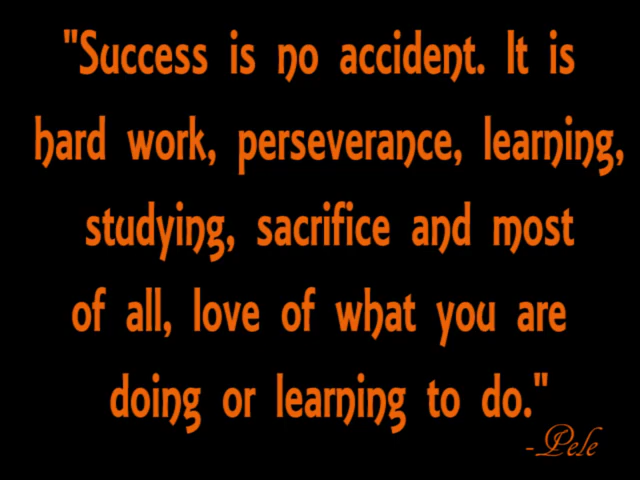 "Success is no accident. It is
hard work, perseverance, learning,
studying, sacrifice and most
of all, love of what you are
doing or learning to do."
-Pele